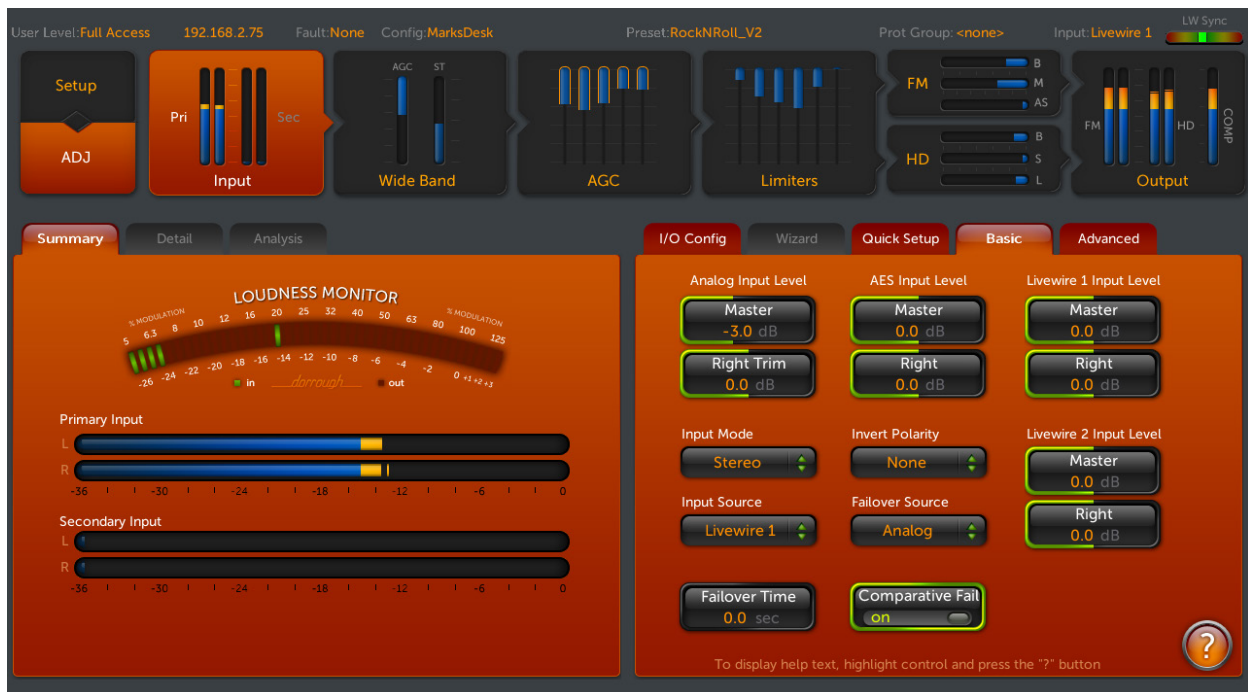 User Level:Full Access 192.168.2.75 Fault:None Config:MarksDesk Preset:RockNRoll_V2 Prot Group: <none> Input:Livewire 1 LW Sync
Setup
ADJ
Pri Sec
Input
AGC ST
Wide Band
AGC
Limiters
FM B M AS
HD B S L
FM HD COMP
Output
Summary Detail Analysis
LOUDNESS MONITOR
% MODULATION % MODULATION
5 6.3 8 10 12 16 20 25 32 40 50 63 80 100 125
-26 -24 -22 -20 -18 -16 -14 -12 -10 -8 -6 -4 -2 0 +1 +2 +3
in dorrough out
Primary Input
L
R
-36 -30 -24 -18 -12 -6 0
Secondary Input
L
R
-36 -30 -24 -18 -12 -6 0
I/O Config Wizard Quick Setup Basic Advanced
Analog Input Level AES Input Level Livewire 1 Input Level
Master Master Master
-3.0 dB 0.0 dB 0.0 dB
Right Trim Right Right
0.0 dB 0.0 dB 0.0 dB
Input Mode Invert Polarity Livewire 2 Input Level
Stereo None Master
0.0 dB
Input Source Failover Source Right
Livewire 1 Analog 0.0 dB
Failover Time Comparative Fail
0.0 sec on
?
To display help text, highlight control and press the "?" button